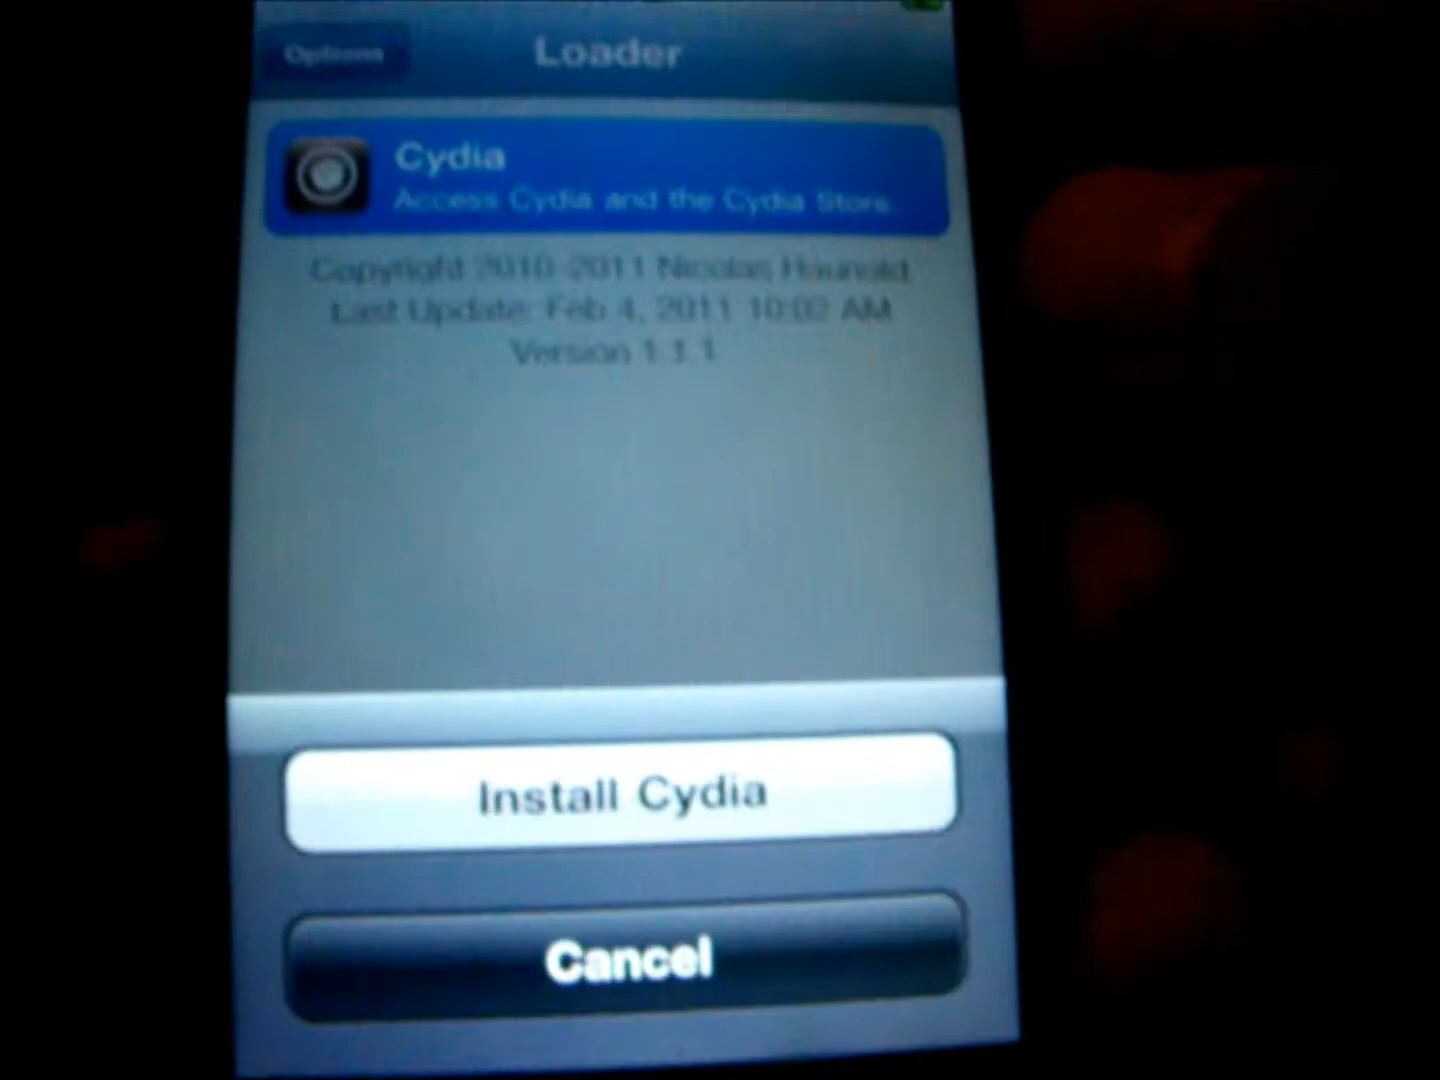 Options
Loader
Cydia
Access Cydia and the Cydia Store.
Copyright 2010-2011 Nicolas Haunold
Last Update: Feb 4, 2011 10:02 AM
Version 1.1.1
Install Cydia
Cancel